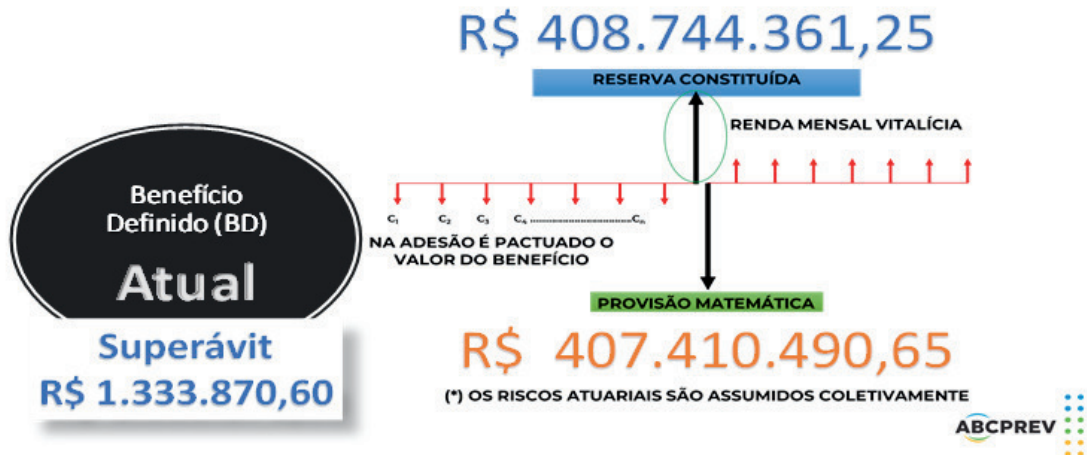 R$ 408.744.361,25
RESERVA CONSTITUÍDA
RENDA MENSAL VITALÍCIA
Benefício
Definido (BD)
Atual
Superávit
R$ 1.333.870,60
C₁ C₂ C₃ C₄ ................................Cₙ
NA ADESÃO É PACTUADO O
VALOR DO BENEFÍCIO
PROVISÃO MATEMÁTICA
R$ 407.410.490,65
(*) OS RISCOS ATUARIAIS SÃO ASSUMIDOS COLETIVAMENTE
ABCPREV